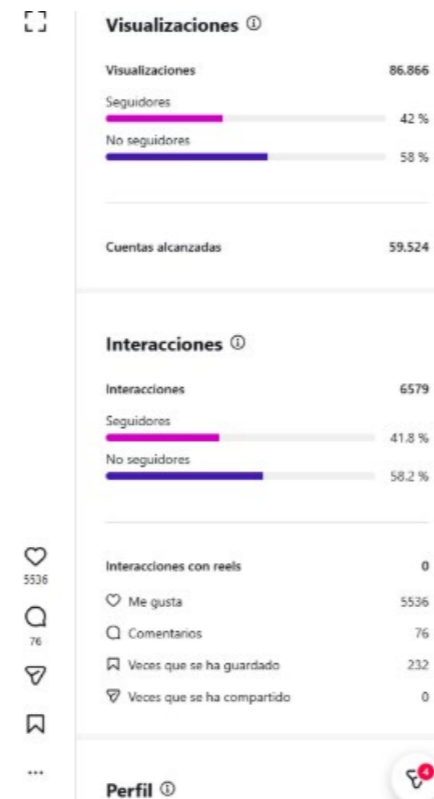 Visualizaciones
Visualizaciones 86.866
Seguidores
42 %
No seguidores
58 %
Cuentas alcanzadas 59.524
Interacciones
Interacciones 6579
Seguidores
41.8 %
No seguidores
58.2 %
Interacciones con reels 0
Me gusta 5536
Comentarios 76
Veces que se ha guardado 232
Veces que se ha compartido 0
Perfil
5536
76
4